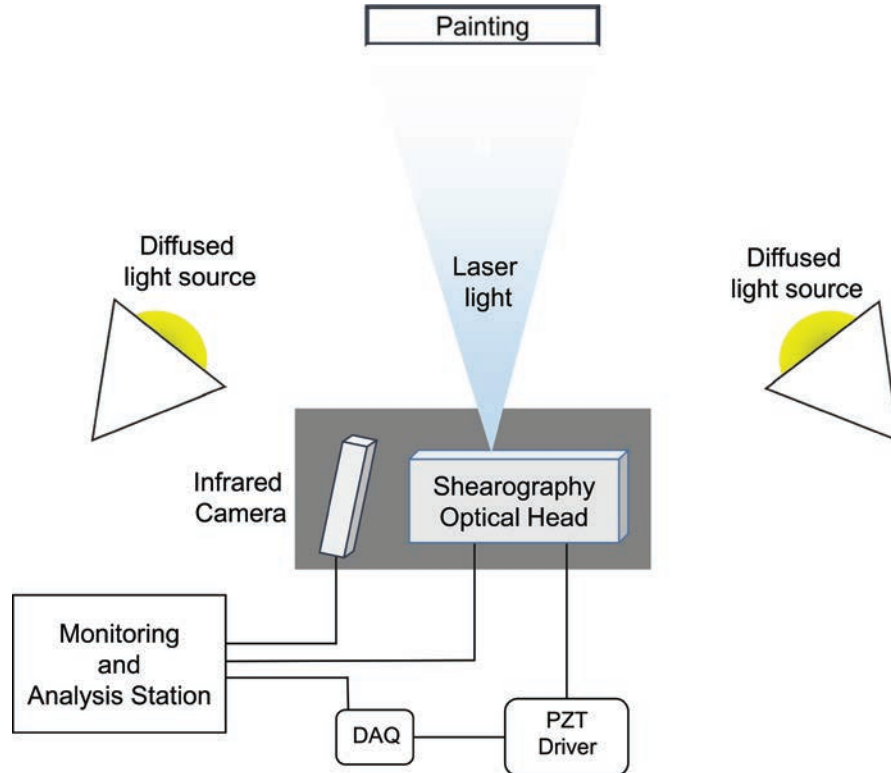 Painting
Diffused
light source
Laser
light
Diffused
light source
Infrared
Camera
Shearography
Optical Head
Monitoring
and
Analysis Station
DAQ
PZT
Driver